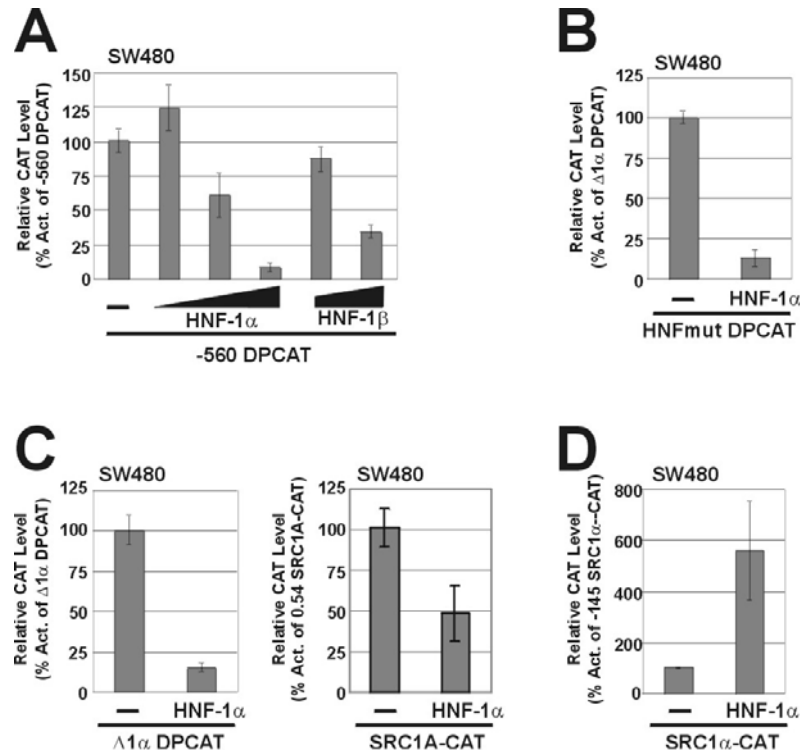 A
SW480
Relative CAT Level
(% Act. of -560 DPCAT)
150
125
100
75
50
25
0
–
HNF-1α
HNF-1β
-560 DPCAT
B
SW480
Relative CAT Level
(% Act. of Δ1α DPCAT)
125
100
75
50
25
0
–
HNF-1α
HNFmut DPCAT
C
SW480
Relative CAT Level
(% Act. of Δ1α DPCAT)
125
100
75
50
25
0
–
HNF-1α
Δ1α DPCAT
SW480
Relative CAT Level
(% Act. of 0.54 SRC1A-CAT)
125
100
75
50
25
0
–
HNF-1α
SRC1A-CAT
D
SW480
Relative CAT Level
(% Act. of -145 SRC1α--CAT)
800
600
400
200
0
–
HNF-1α
SRC1α-CAT